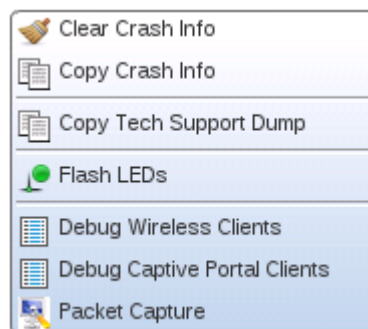 Clear Crash Info
Copy Crash Info
Copy Tech Support Dump
Flash LEDs
Debug Wireless Clients
Debug Captive Portal Clients
Packet Capture